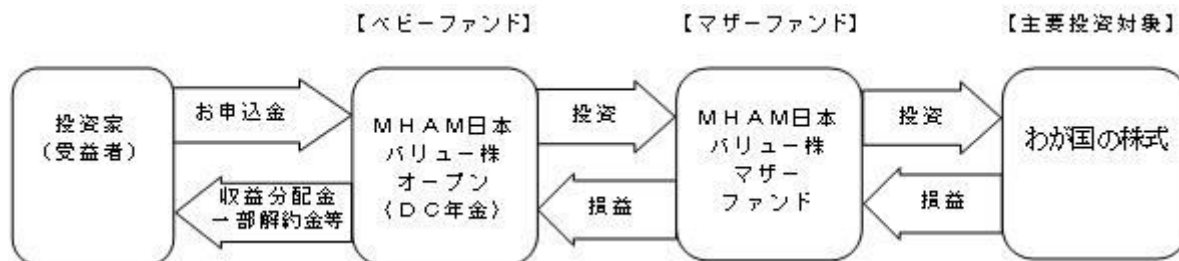 【ベビーファンド】
【マザーファンド】
【主要投資対象】
投資家
(受益者)
お申込金
収益分配金
一部解約金等
MHAM日本
バリュー株
オープン
〈DC年金〉
投資
損益
MHAM日本
バリュー株
マザー
ファンド
投資
損益
わが国の株式